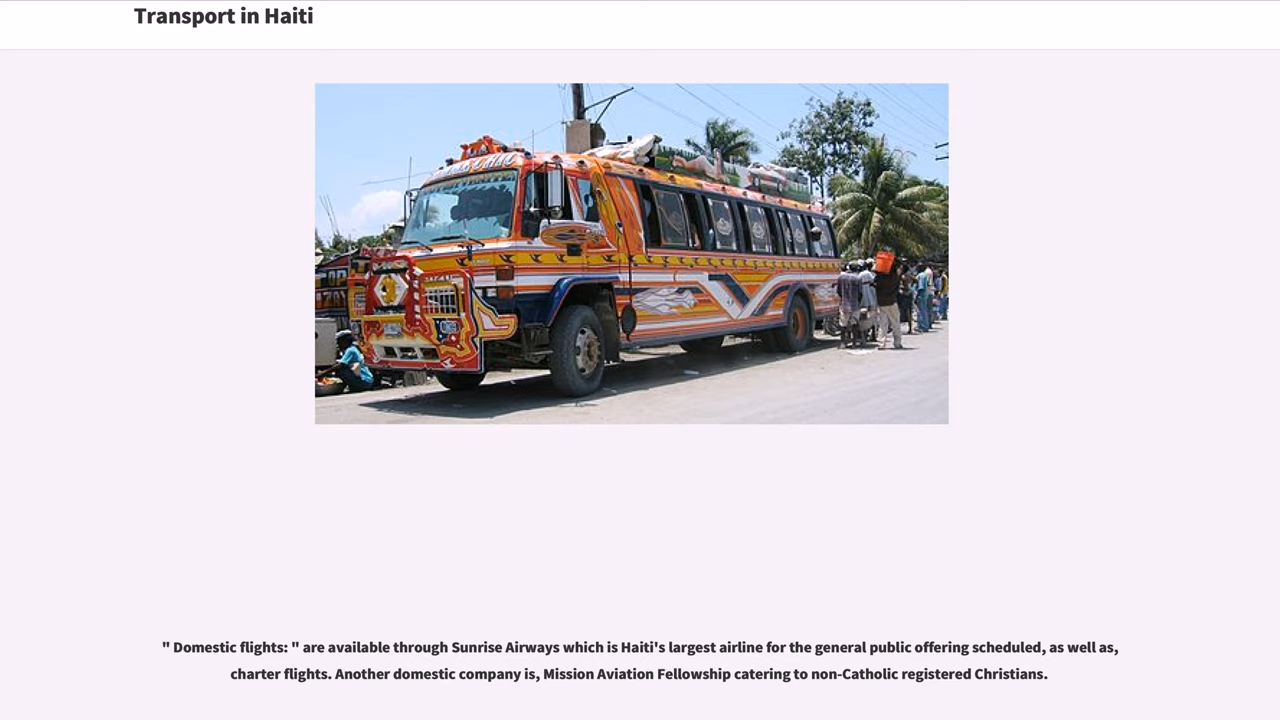 Transport in Haiti
" Domestic flights: " are available through Sunrise Airways which is Haiti's largest airline for the general public offering scheduled, as well as,
charter flights. Another domestic company is, Mission Aviation Fellowship catering to non-Catholic registered Christians.